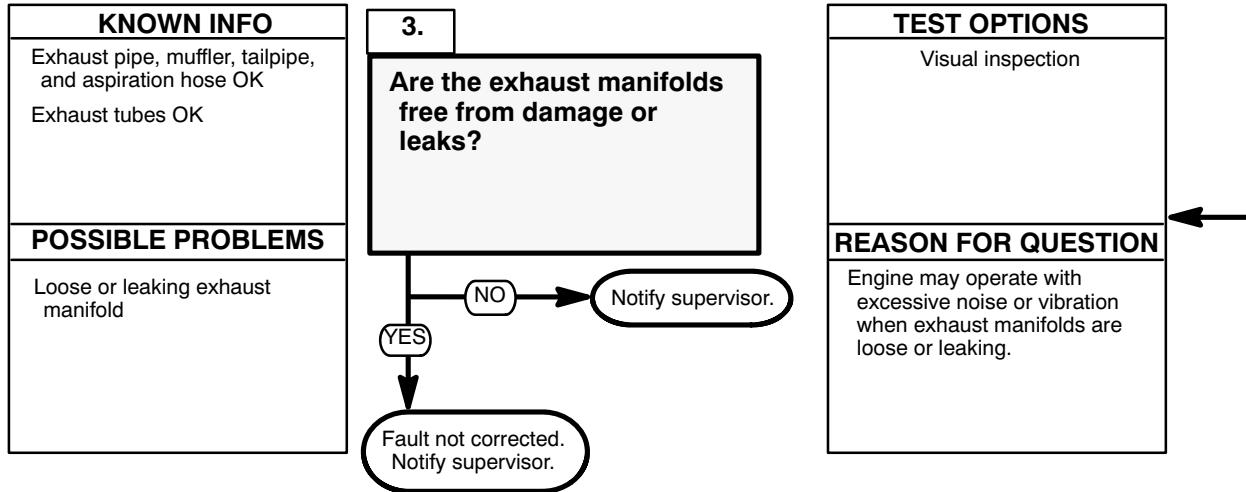 KNOWN INFO
Exhaust pipe, muffler, tailpipe,
and aspiration hose OK
Exhaust tubes OK
POSSIBLE PROBLEMS
Loose or leaking exhaust
manifold
3.
Are the exhaust manifolds
free from damage or
leaks?
NO
Notify supervisor.
YES
Fault not corrected.
Notify supervisor.
TEST OPTIONS
Visual inspection
REASON FOR QUESTION
Engine may operate with
excessive noise or vibration
when exhaust manifolds are
loose or leaking.